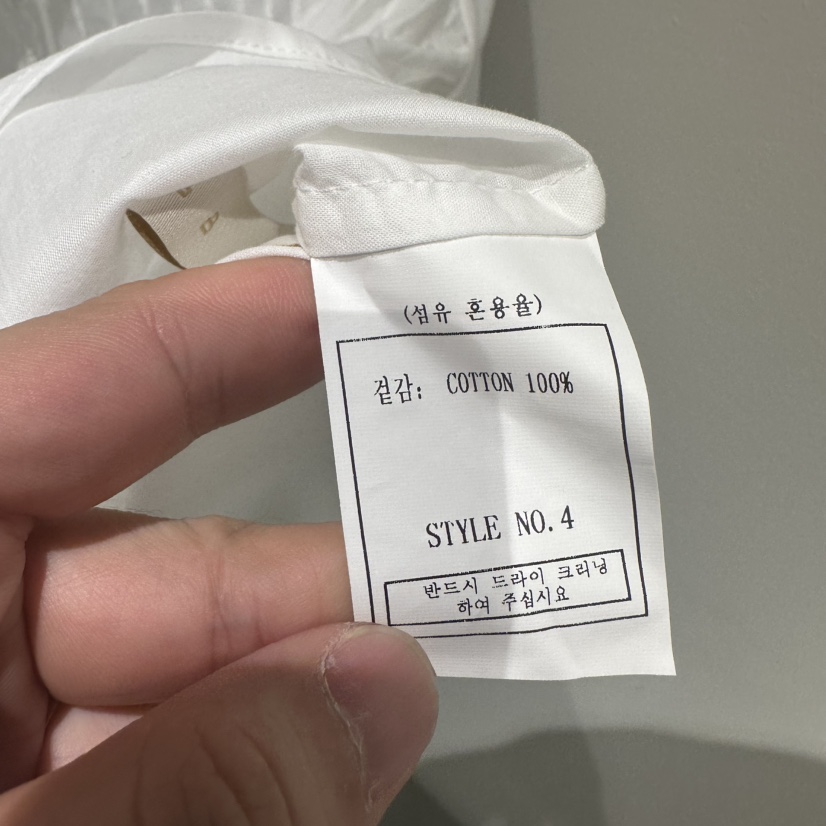 (섬유 혼용율)
겉감: COTTON 100%
STYLE NO. 4
반드시 드라이 크리닝
하여 주십시요